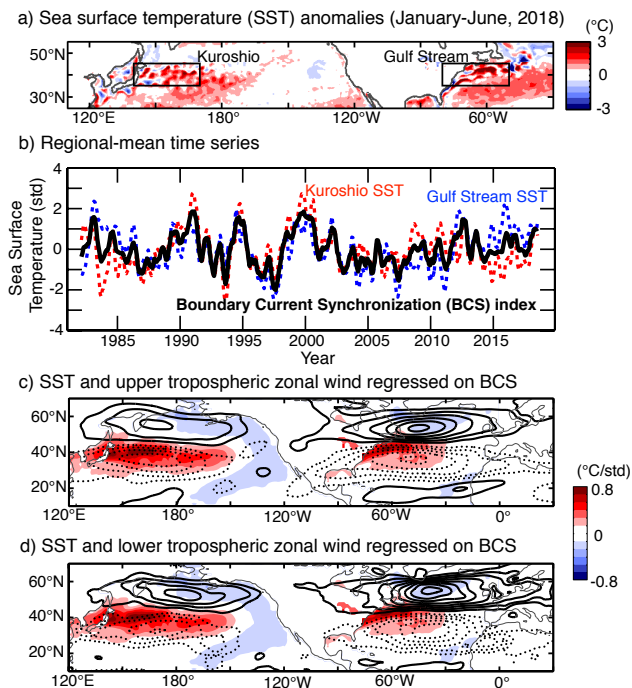 a) Sea surface temperature (SST) anomalies (January-June, 2018)
(°C)
50°N
30°N
Kuroshio
Gulf Stream
3
0
-3
120°E
180°
120°W
60°W
b) Regional-mean time series
Sea Surface
Temperature (std)
4
2
0
-2
-4
Kuroshio SST
Gulf Stream SST
Boundary Current Synchronization (BCS) index
1985
1990
1995
2000
2005
2010
2015
Year
c) SST and upper tropospheric zonal wind regressed on BCS
60°N
40°N
20°N
120°E
180°
120°W
60°W
0°
(°C/std)
0.8
0
-0.8
d) SST and lower tropospheric zonal wind regressed on BCS
60°N
40°N
20°N
120°E
180°
120°W
60°W
0°